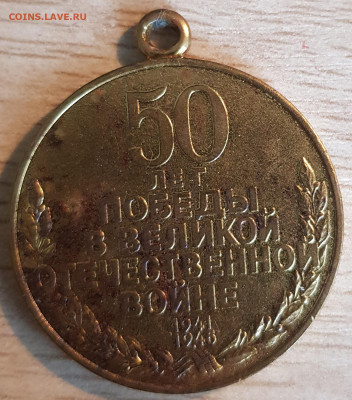 COINS.LAVE.RU
50
ЛЕТ
ПОБЕДЫ
В ВЕЛИКОЙ
ОТЕЧЕСТВЕННОЙ
ВОЙНЕ
1941
1945